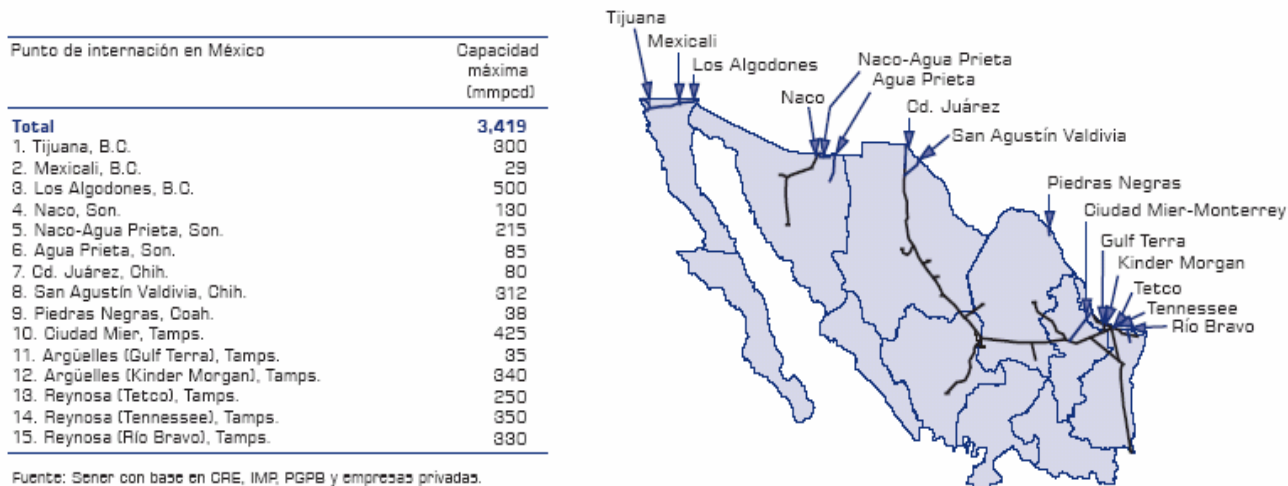 Punto de internación en México Capacidad
máxima
(mmpcd)
Total 3,419
1. Tijuana, B.C. 300
2. Mexicali, B.C. 29
3. Los Algodones, B.C. 500
4. Naco, Son. 130
5. Naco-Agua Prieta, Son. 215
6. Agua Prieta, Son. 85
7. Cd. Juárez, Chih. 80
8. San Agustín Valdivia, Chih. 312
9. Piedras Negras, Coah. 38
10. Ciudad Mier, Tamps. 425
11. Argüelles (Gulf Terra), Tamps. 35
12. Argüelles (Kinder Morgan), Tamps. 340
13. Reynosa (Tetco), Tamps. 250
14. Reynosa (Tennessee), Tamps. 350
15. Reynosa (Río Bravo), Tamps. 330
Fuente: Sener con base en CRE, IMP, PGPB y empresas privadas.
Tijuana
Mexicali
Los Algodones
Naco
Naco-Agua Prieta
Agua Prieta
Cd. Juárez
San Agustín Valdivia
Piedras Negras
Ciudad Mier-Monterrey
Gulf Terra
Kinder Morgan
Tetco
Tennessee
Río Bravo